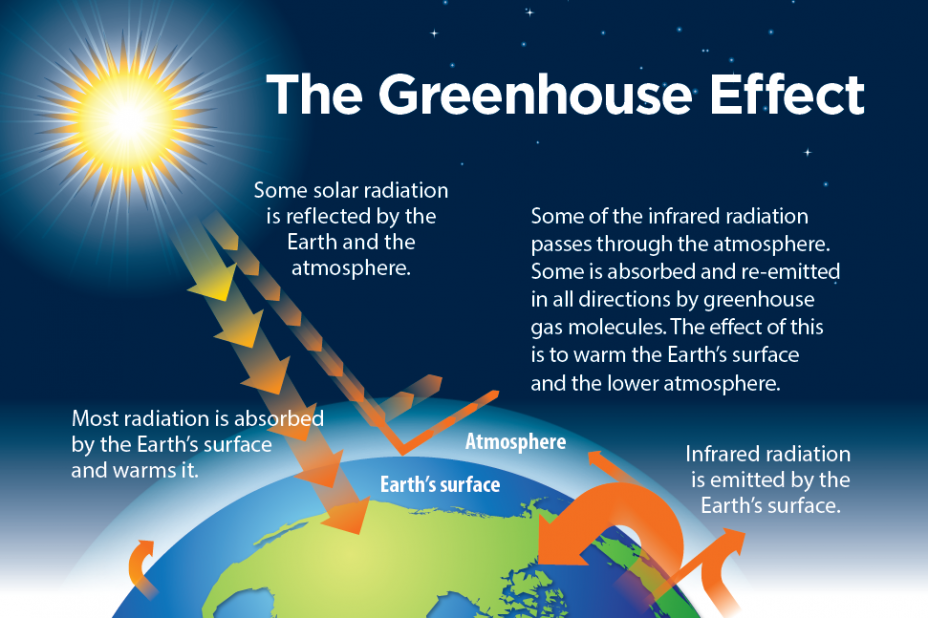 The Greenhouse Effect
Some solar radiation
is reflected by the
Earth and the
atmosphere.
Some of the infrared radiation
passes through the atmosphere.
Some is absorbed and re-emitted
in all directions by greenhouse
gas molecules. The effect of this
is to warm the Earth's surface
and the lower atmosphere.
Most radiation is absorbed
by the Earth's surface
and warms it.
Atmosphere
Earth's surface
Infrared radiation
is emitted by the
Earth's surface.